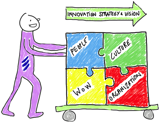 INNOVATION STRATEGY & VISION
PEOPLE
CULTURE
WOW
ORGANIZATION